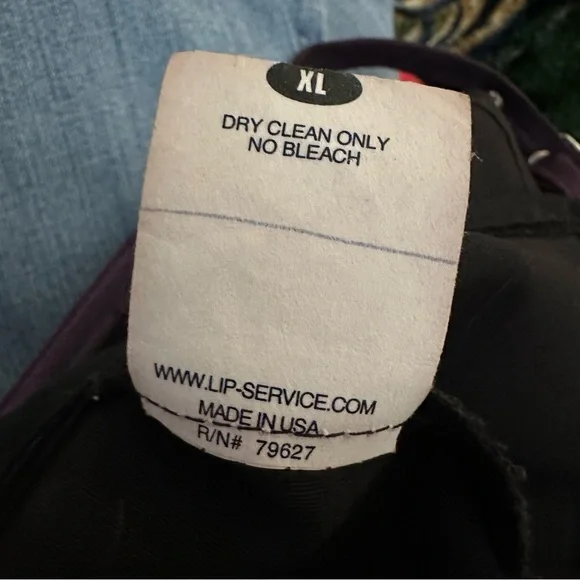 XL
DRY CLEAN ONLY
NO BLEACH
WWW.LIP-SERVICE.COM
MADE IN USA
R/N# 79627